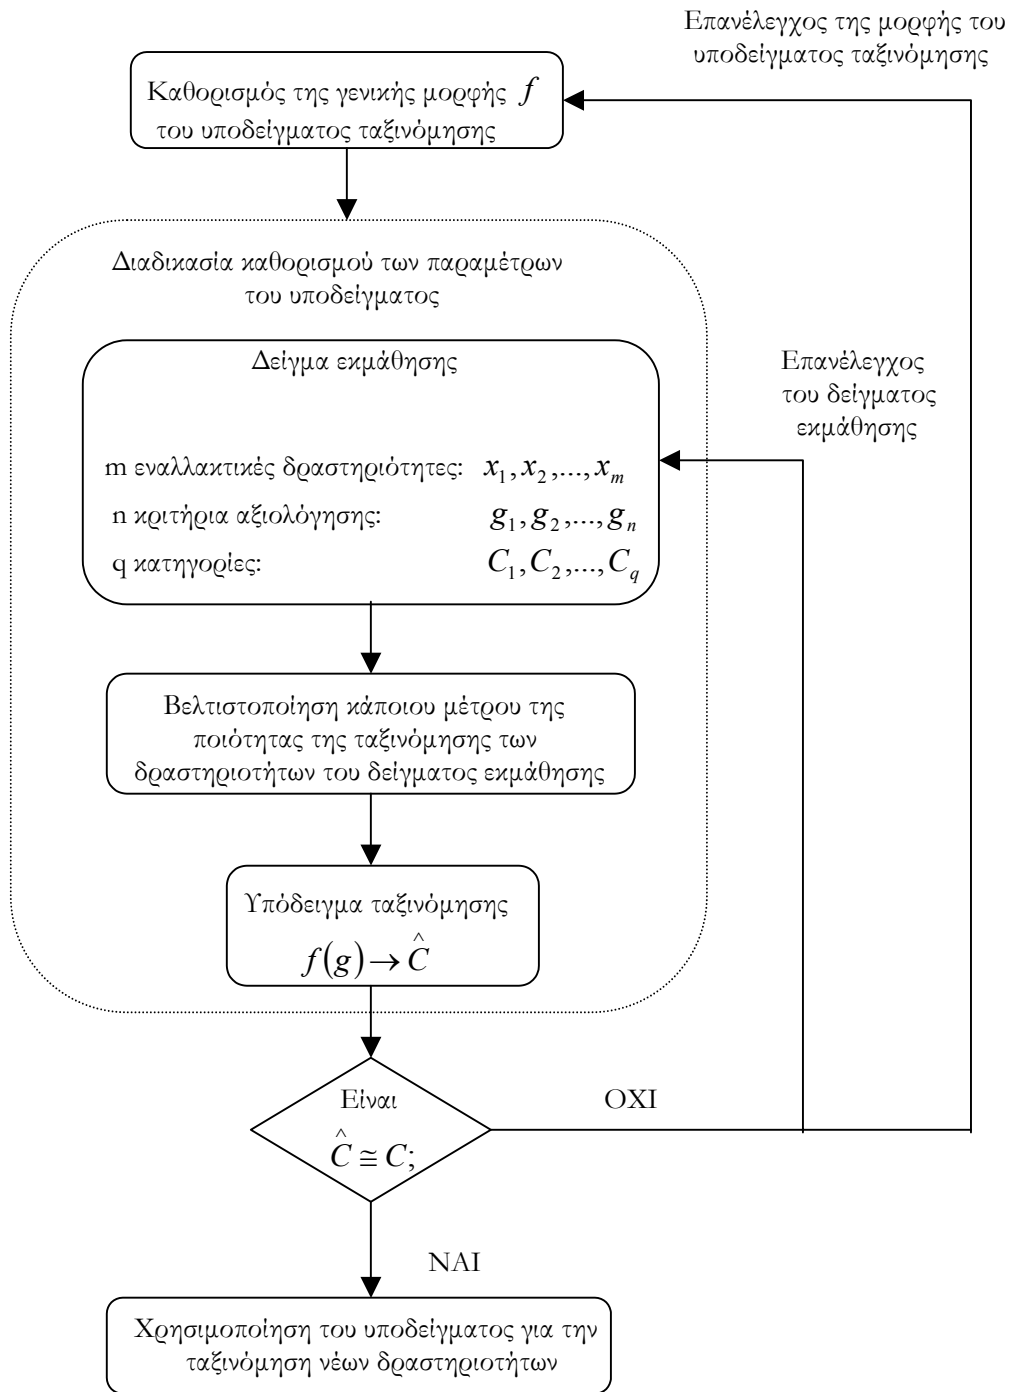 Επανέλεγχος της μορφής του
υποδείγματος ταξινόμησης
Καθορισμός της γενικής μορφής f
του υποδείγματος ταξινόμησης
Διαδικασία καθορισμού των παραμέτρων
του υποδείγματος
Δείγμα εκμάθησης
Επανέλεγχος
του δείγματος
εκμάθησης
m εναλλακτικές δραστηριότητες: x₁, x₂,..., xₘ
n κριτήρια αξιολόγησης: g₁, g₂,..., gₙ
q κατηγορίες: C₁, C₂,..., C_q
Βελτιστοποίηση κάποιου μέτρου της
ποιότητας της ταξινόμησης των
δραστηριοτήτων του δείγματος εκμάθησης
Υπόδειγμα ταξινόμησης
f(g) → Ĉ
Είναι
Ĉ ≅ C;
ΟΧΙ
ΝΑΙ
Χρησιμοποίηση του υποδείγματος για την
ταξινόμηση νέων δραστηριοτήτων